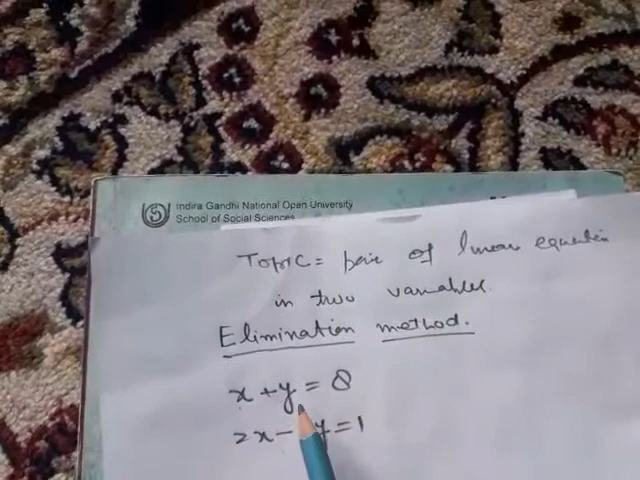 Indira Gandhi National Open University
School of Social Sciences
Topic = pair of linear equation
in two variables.
Elimination method.
x + y = 8
2x - y = 1